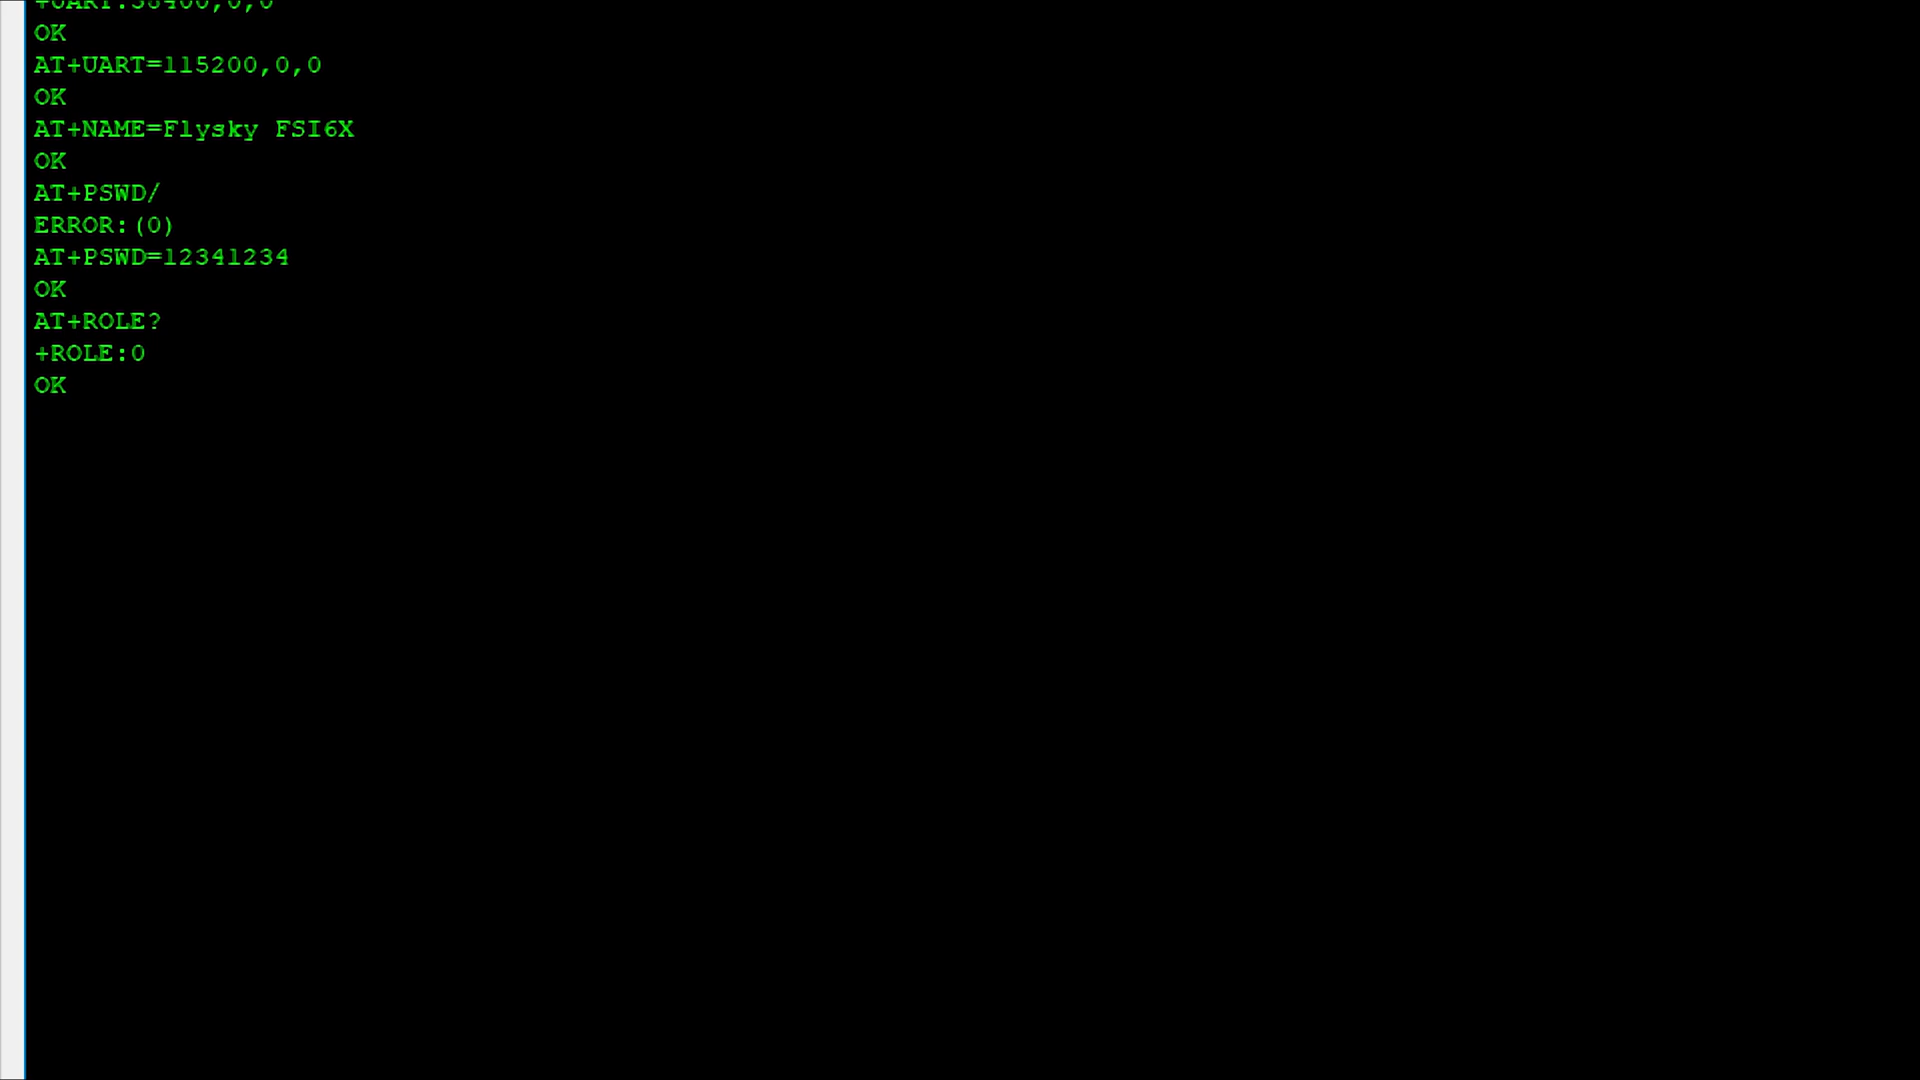 +UART:38400,0,0
OK
AT+UART=115200,0,0
OK
AT+NAME=Flysky FSI6X
OK
AT+PSWD/
ERROR:(0)
AT+PSWD=12341234
OK
AT+ROLE?
+ROLE:0
OK